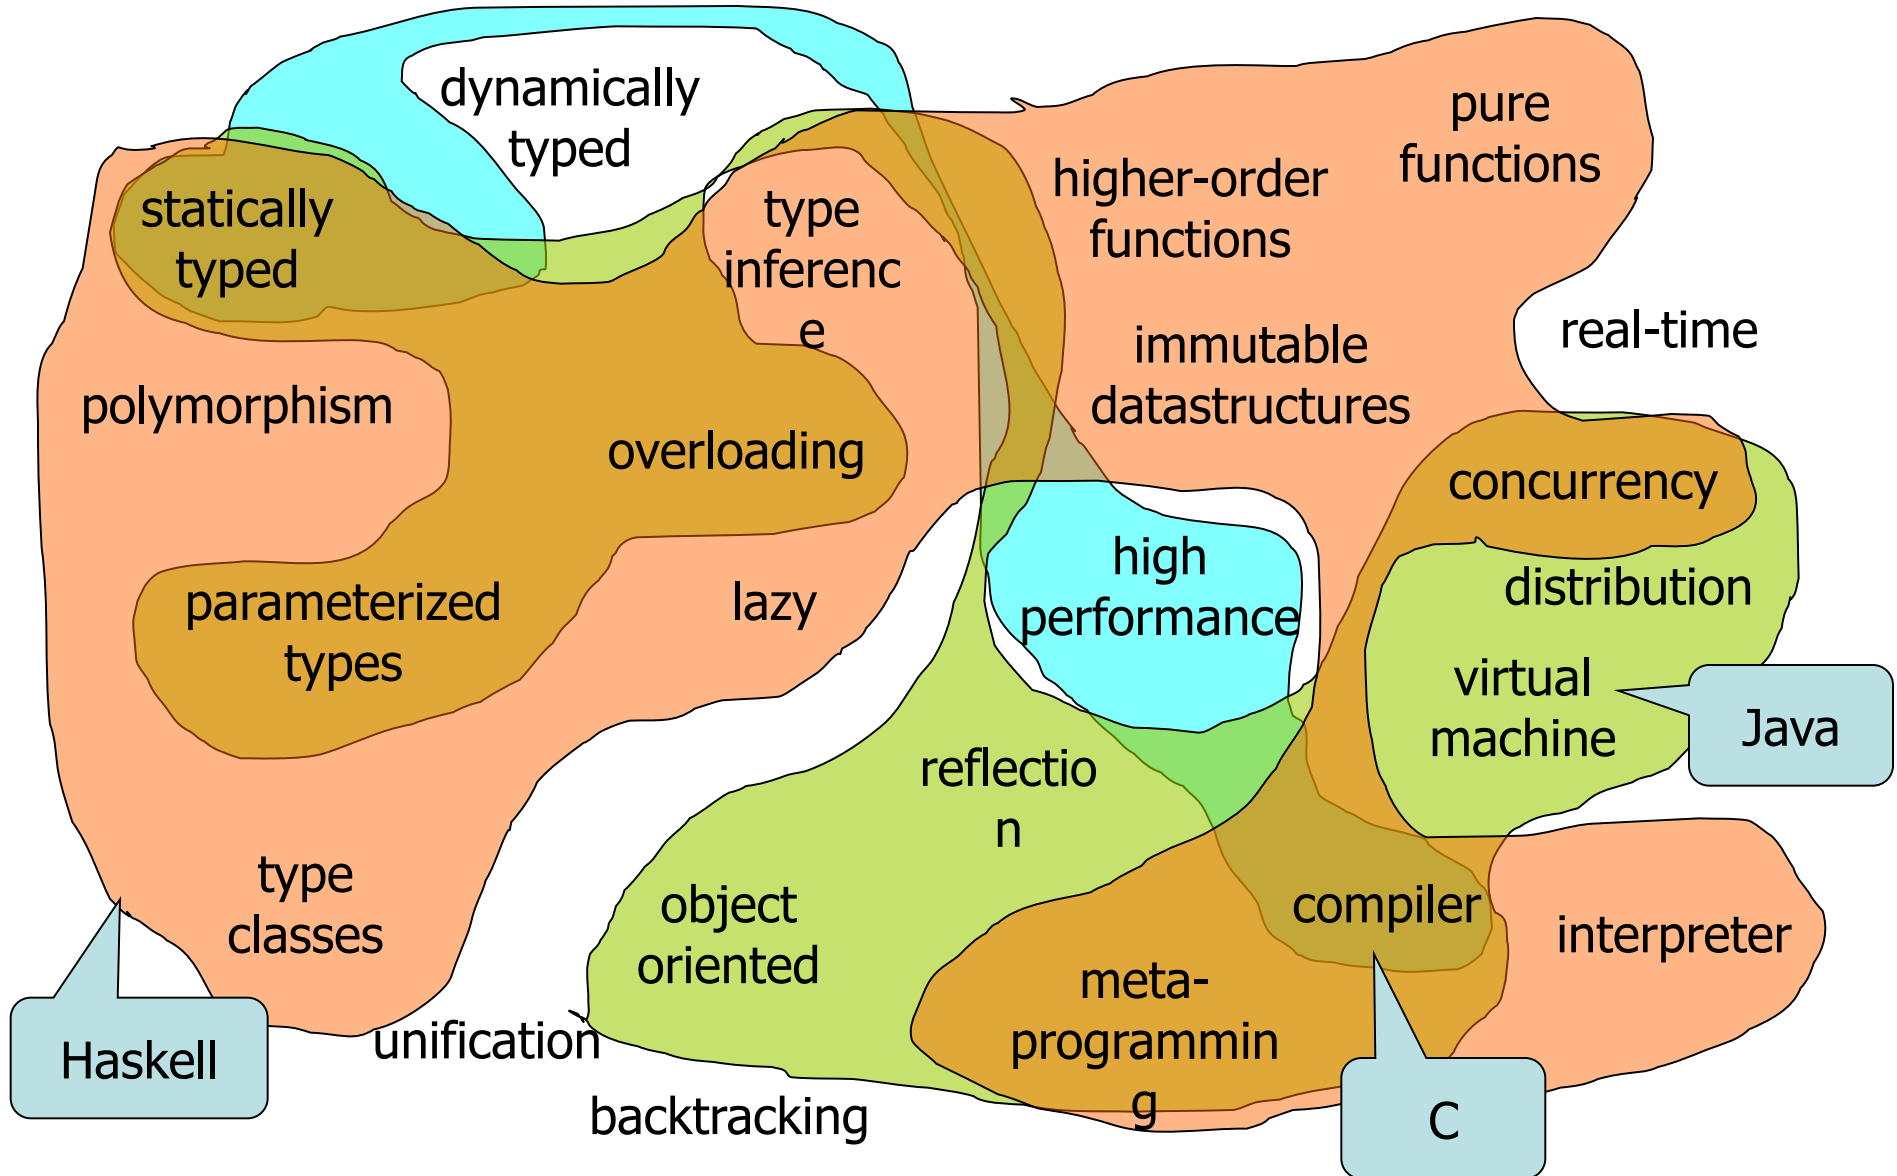 dynamically
typed
pure
functions
higher-order
functions
statically
typed
type
inferenc
e
real-time
immutable
datastructures
polymorphism
overloading
concurrency
high
performance
distribution
parameterized
types
lazy
virtual
machine
Java
reflectio
n
type
classes
object
oriented
compiler
interpreter
meta-
programmin
g
Haskell
unification
backtracking
C